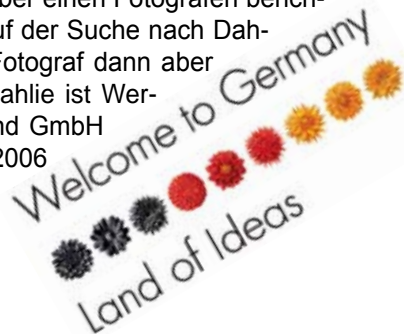 ber einen Fotografen berich-
uf der Suche nach Dah-
Fotograf dann aber
ahlie ist Wer-
nd GmbH
2006
Welcome to Germany
Land of Ideas